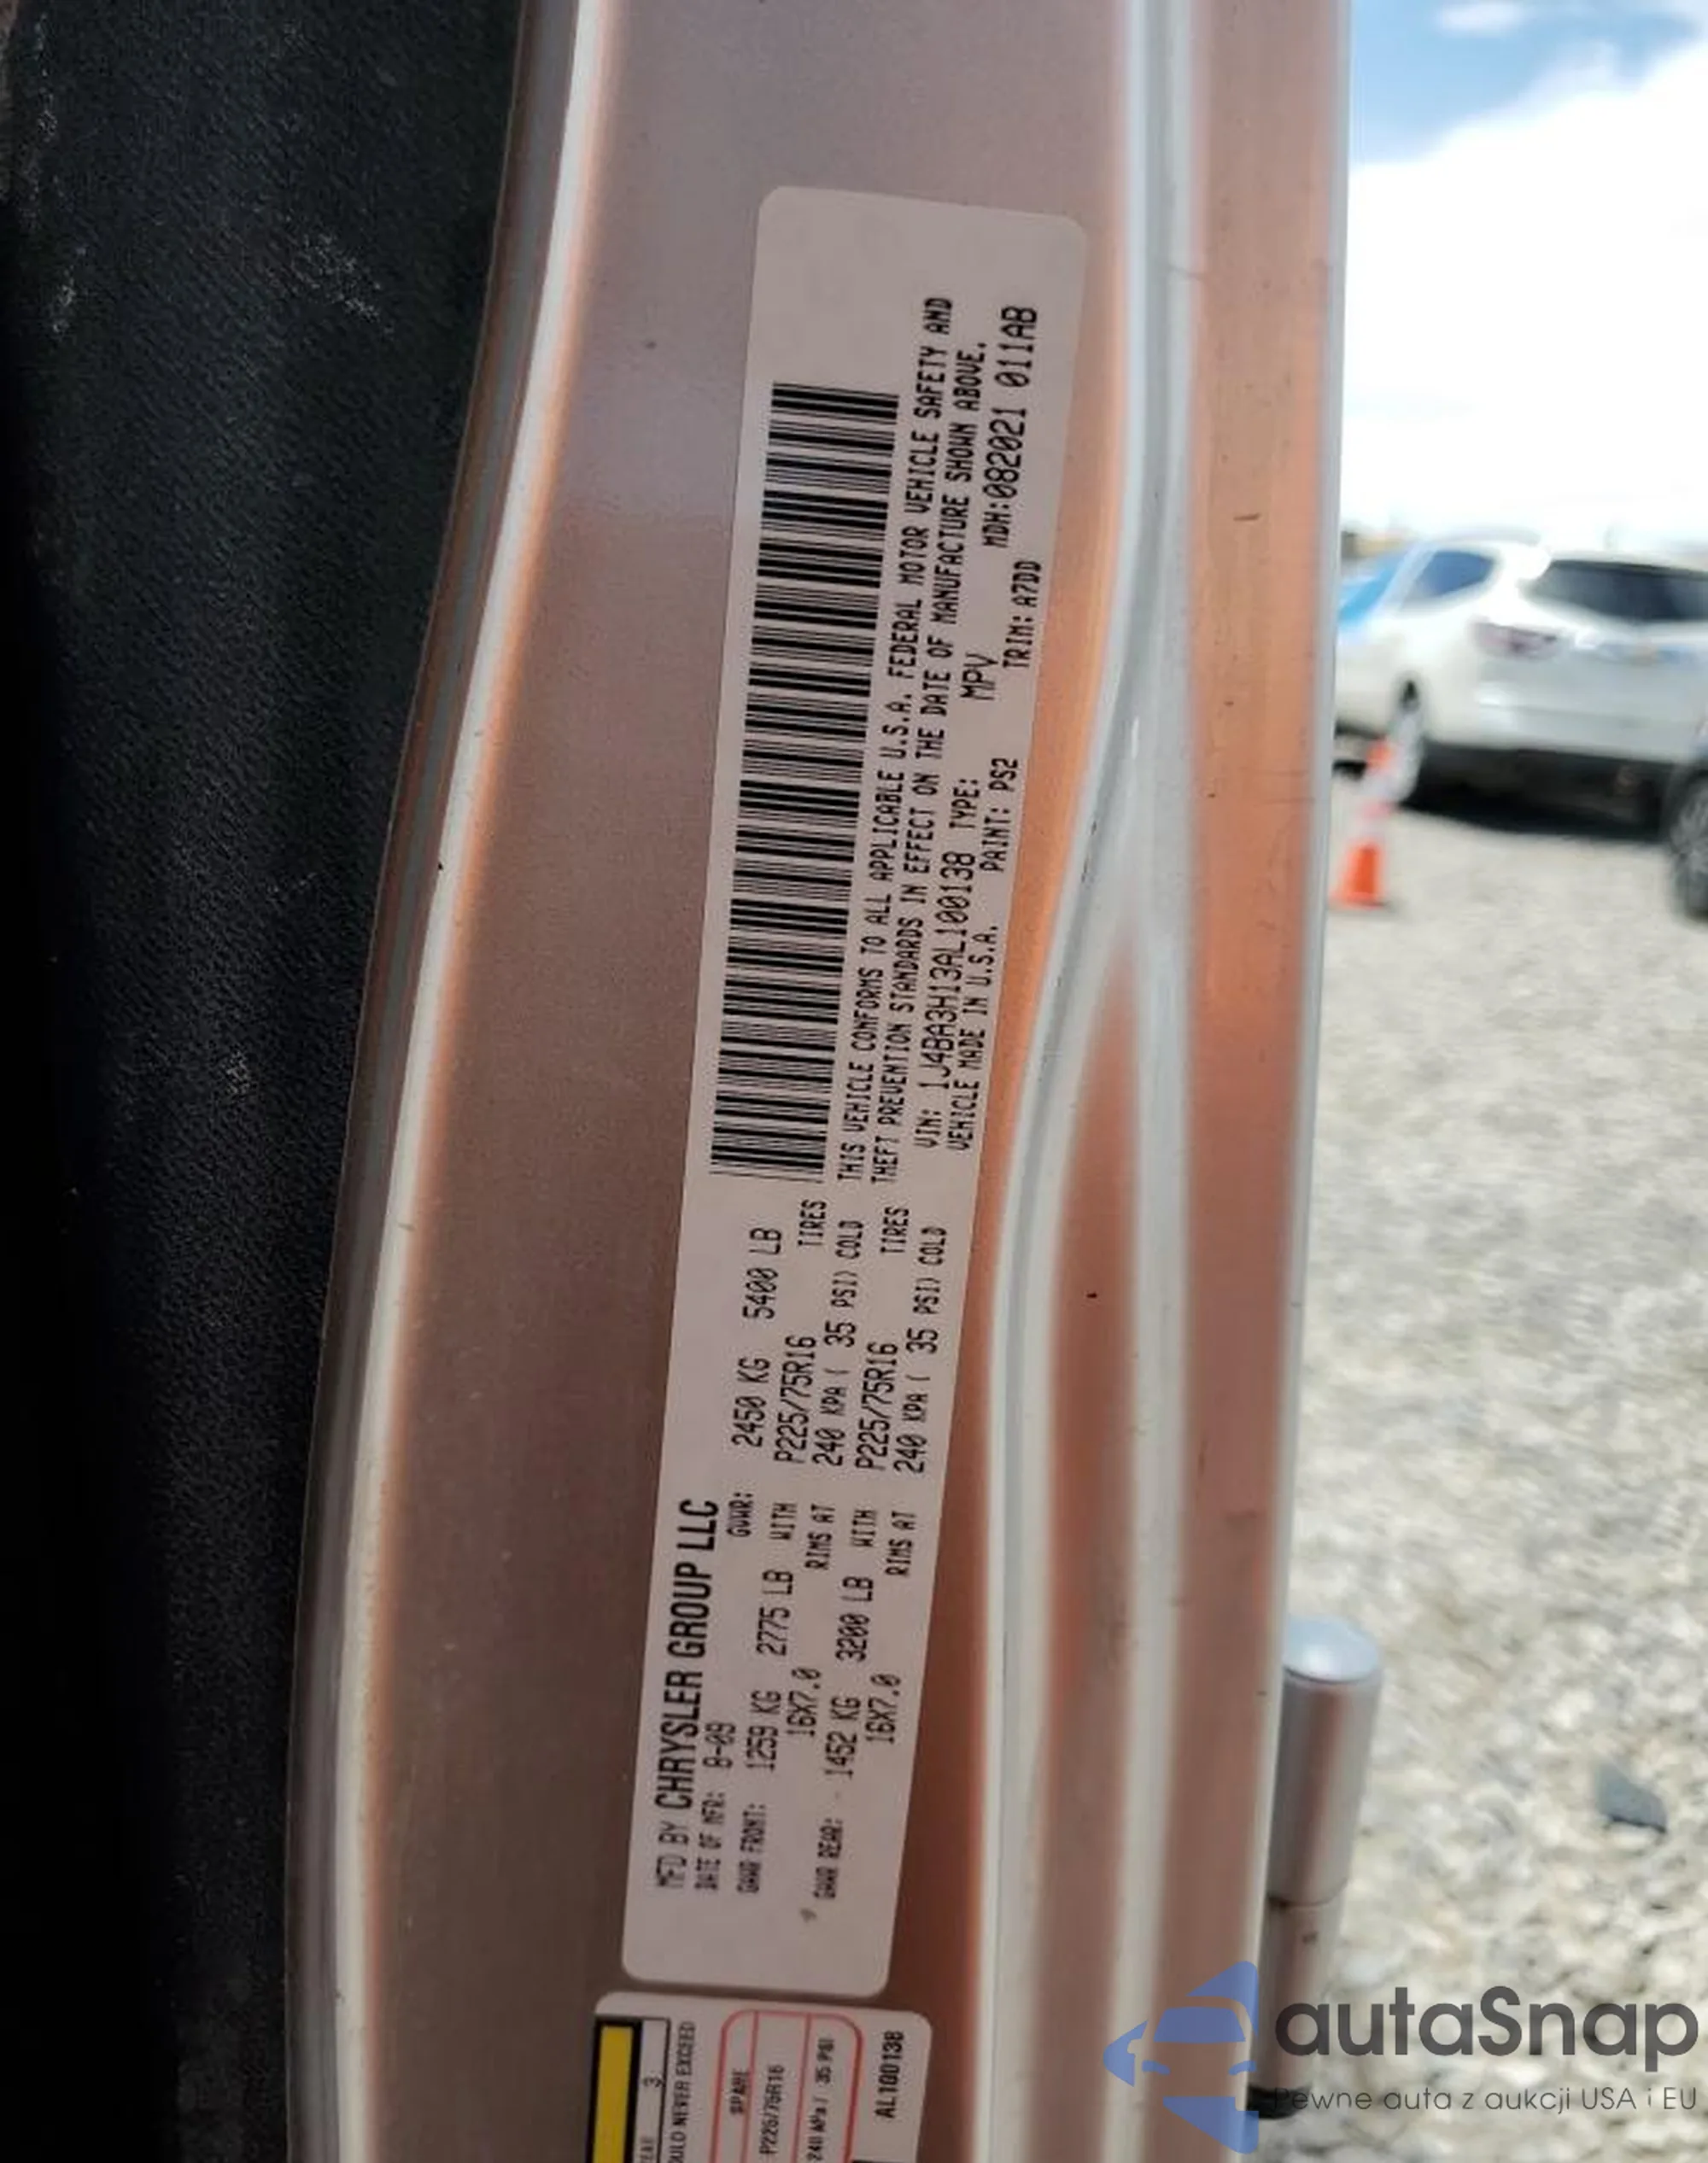 MFD BY CHRYSLER GROUP LLC
DATE OF MFR: 8-09 GVWR: 2450 KG 5400 LB
GAWR FRONT: 1259 KG 2775 LB WITH P225/75R16 TIRES
16X7.0 RIMS AT 240 KPA ( 35 PSI) COLD
GAWR REAR: 1452 KG 3200 LB WITH P225/75R16 TIRES
16X7.0 RIMS AT 240 KPA ( 35 PSI) COLD
THIS VEHICLE CONFORMS TO ALL APPLICABLE U.S.A. FEDERAL MOTOR VEHICLE SAFETY AND
THEFT PREVENTION STANDARDS IN EFFECT ON THE DATE OF MANUFACTURE SHOWN ABOVE.
VIN: 1J4BA3H13AL100138 TYPE: MPV MDH:082021 011AB
VEHICLE MADE IN U.S.A. PAINT: PS2 TRIM: A7DD
3
NEVER EXCEED
SPARE
P225/75R16
240 kPa / 35 PSI
AL100138
autaSnap
Pewne auta z aukcji USA i EU